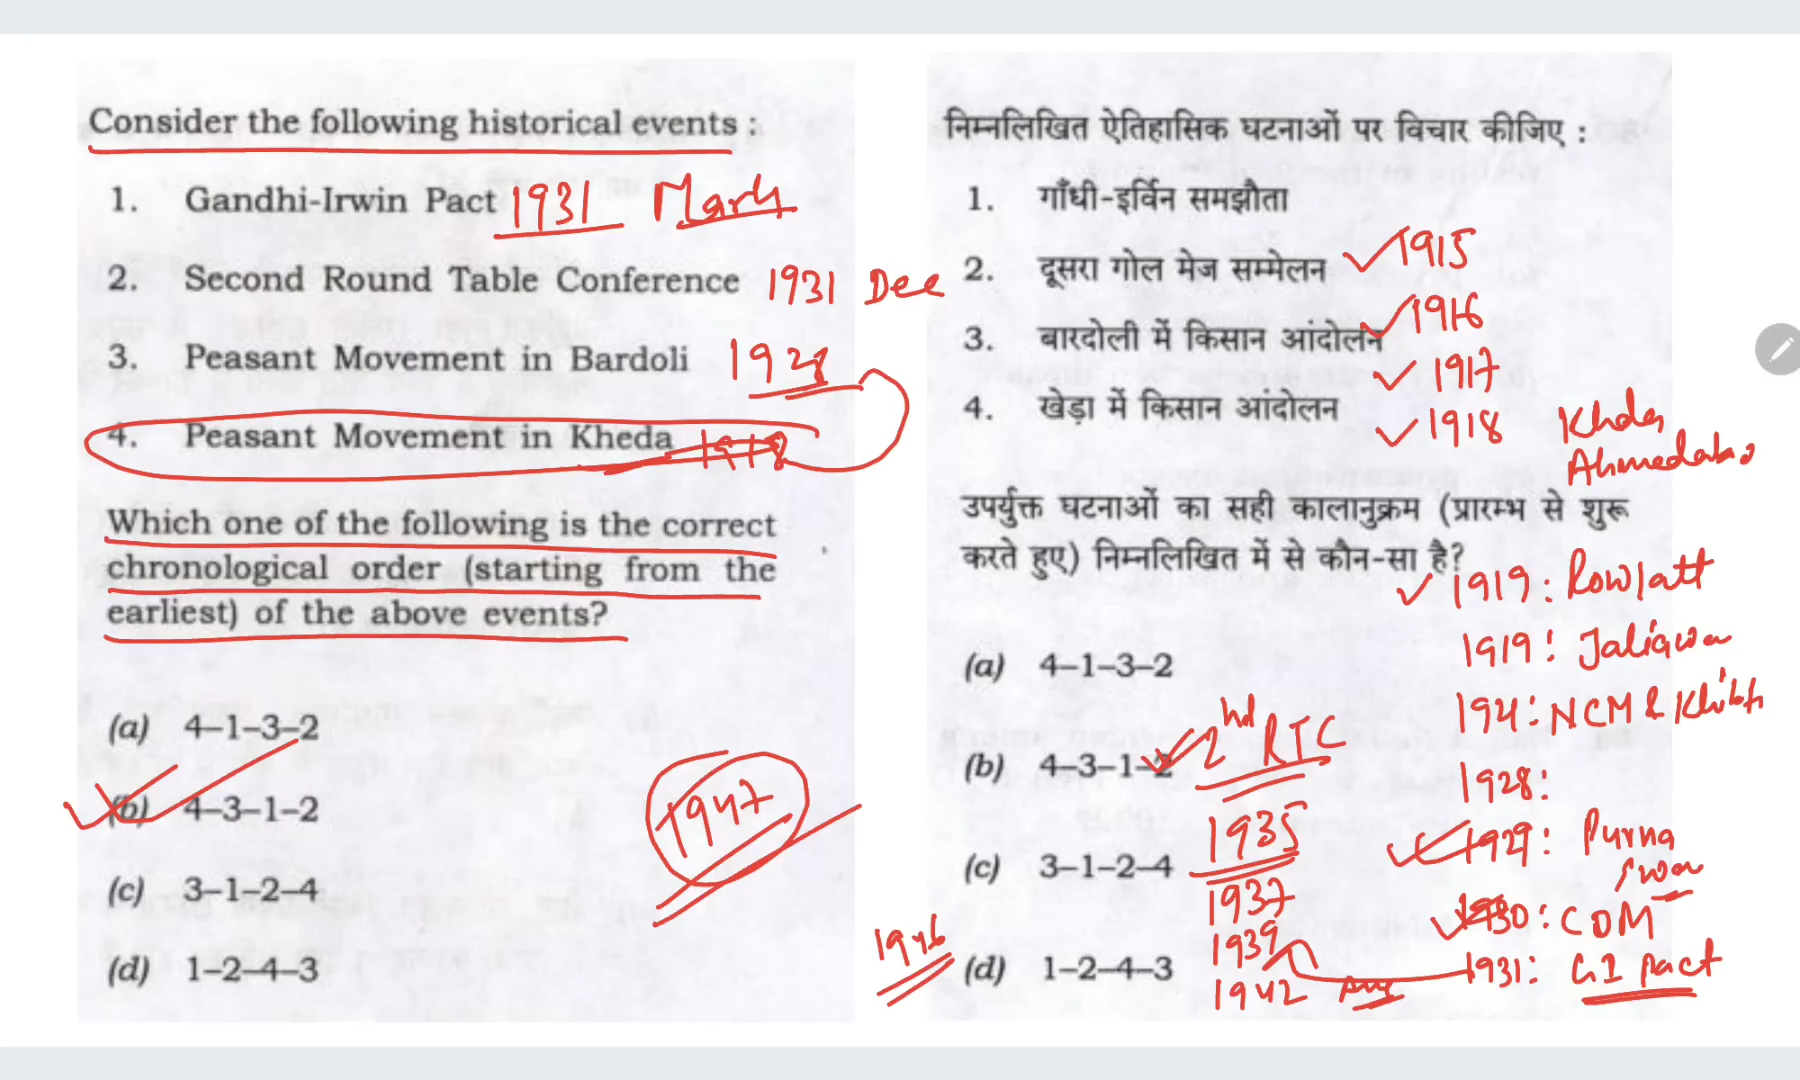 Consider the following historical events :
1. Gandhi-Irwin Pact 1931 March
2. Second Round Table Conference 1931 Dec
3. Peasant Movement in Bardoli 1928
4. Peasant Movement in Kheda 1918
Which one of the following is the correct
chronological order (starting from the
earliest) of the above events?
(a) 4–1–3–2
(b) 4–3–1–2
(c) 3–1–2–4
(d) 1–2–4–3
1947
1946
निम्नलिखित ऐतिहासिक घटनाओं पर विचार कीजिए :
1. गाँधी-इर्विन समझौता
2. दूसरा गोल मेज सम्मेलन
3. बारदोली में किसान आंदोलन
4. खेड़ा में किसान आंदोलन
1915
1916
1917
1918
Ahmedaba
उपर्युक्त घटनाओं का सही कालानुक्रम (प्रारम्भ से शुरू
करते हुए) निम्नलिखित में से कौन-सा है?
(a) 4–1–3–2
(b) 4–3–1–2
(c) 3–1–2–4
(d) 1–2–4–3
2nd RTC
1935
1937
1939
1942 Aug
1919: Rowlatt
1919: Jaliawa
NCM &
1928:
1929: Purna
Swa
1930: CDM
1931: GI pact